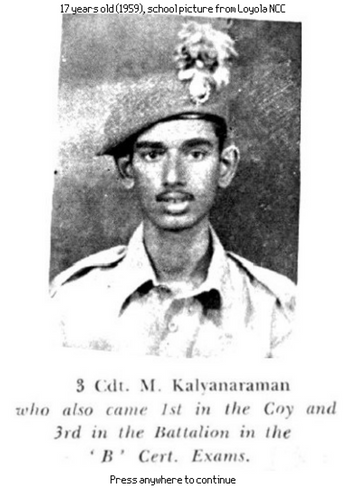 17 years old (1959), school picture from Loyola NCC
3 Cdt. M. Kalyanaraman
who also came 1st in the Coy and
3rd in the Battalion in the
'B' Cert. Exams.
Press anywhere to continue